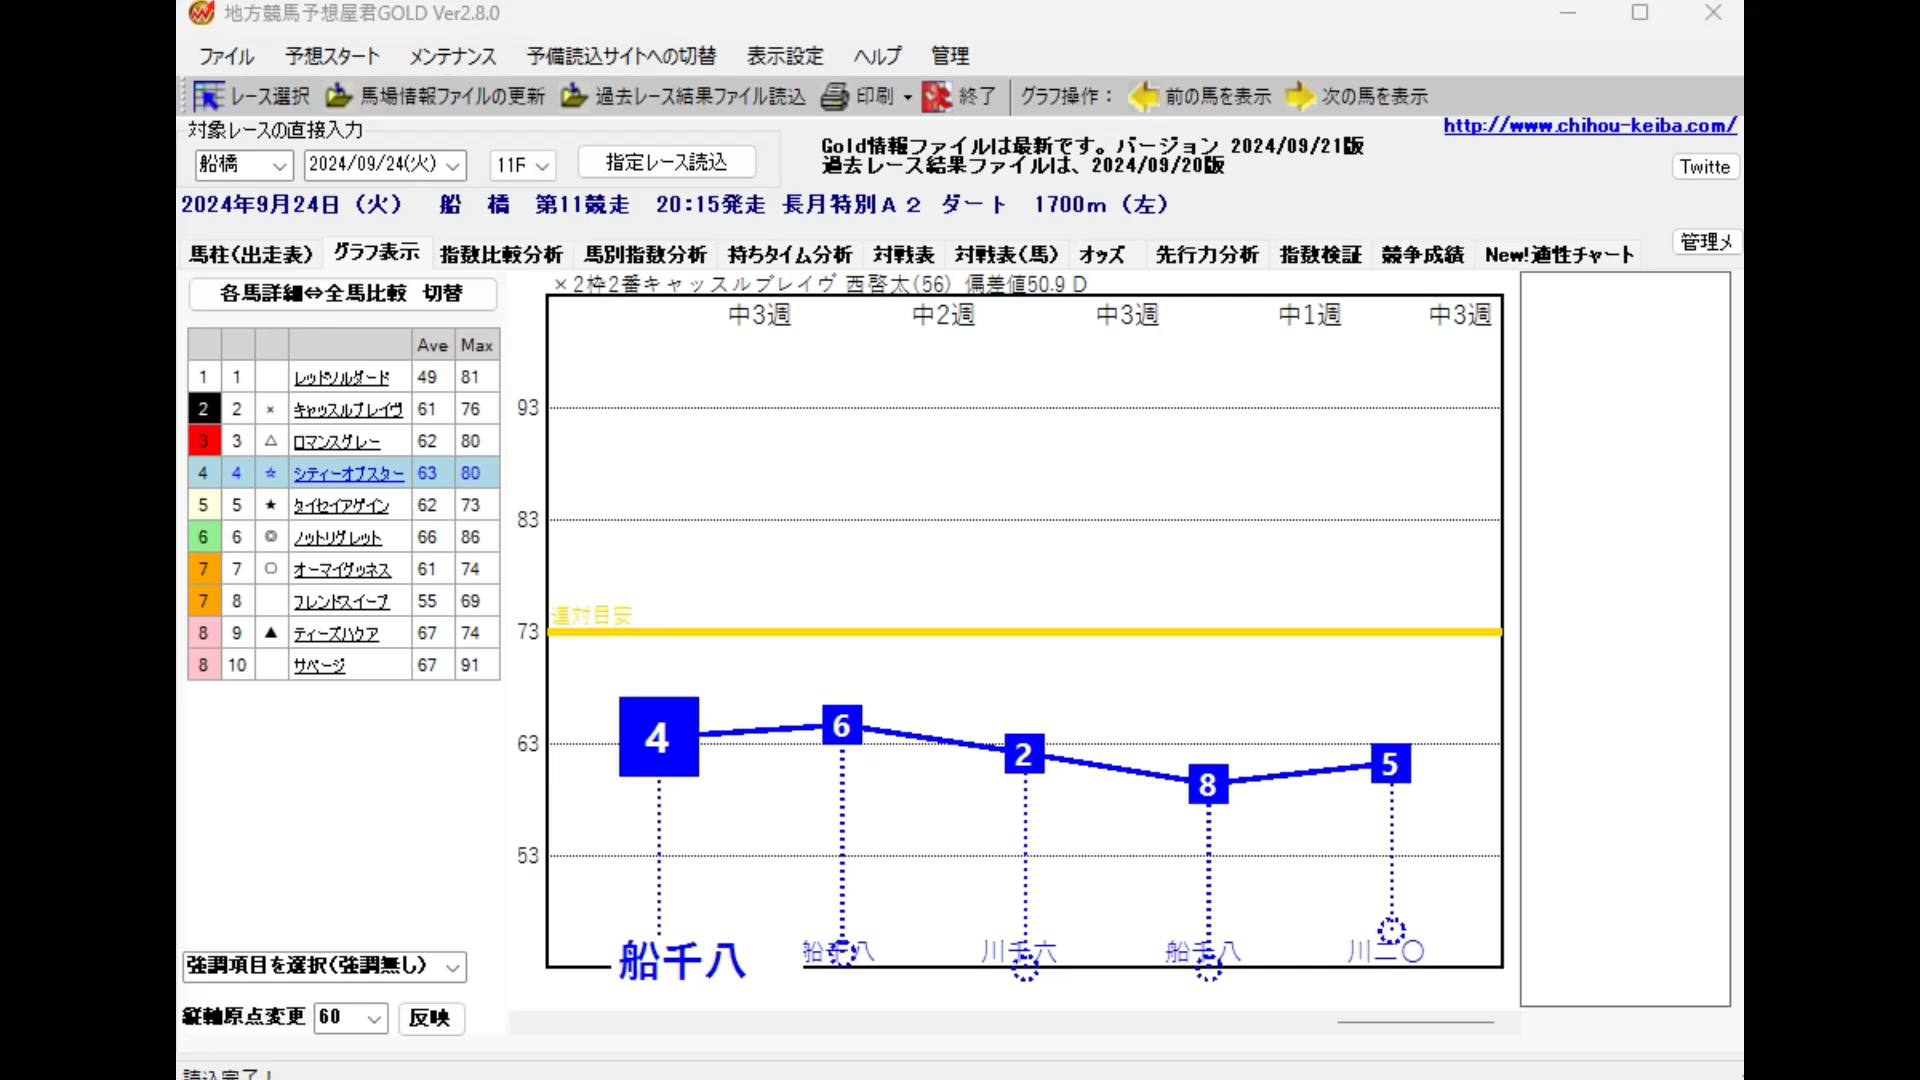 地方競馬予想屋君GOLD Ver2.8.0
ファイル 予想スタート メンテナンス 予備読込サイトへの切替 表示設定 ヘルプ 管理
レース選択 馬場情報ファイルの更新 過去レース結果ファイル読込 印刷 終了 グラフ操作： 前の馬を表示 次の馬を表示
対象レースの直接入力
http://www.chihou-keiba.com/
船橋 2024/09/24(火) 11F 指定レース読込
Gold情報ファイルは最新です。バージョン 2024/09/21版
過去レース結果ファイルは、2024/09/20版
Twitte
2024年9月24日（火） 船 橋 第11競走 20:15発走 長月特別Ａ２ ダート 1700m（左）
管理メ
馬柱(出走表) グラフ表示 指数比較分析 馬別指数分析 持ちタイム分析 対戦表 対戦表(馬) オッズ 先行力分析 指数検証 競争成績 New!適性チャート
各馬詳細⇔全馬比較 切替
×2枠2番キャッスルブレイヴ 西啓太(56) 偏差値50.9 D
中3週 中2週 中3週 中1週 中3週
Ave Max
1 1 レッドソルダード 49 81
2 2 × キャッスルブレイヴ 61 76
3 3 △ ロマンスグレー 62 80
4 4 ☆ シティーオブスター 63 80
5 5 ★ タイセイアゲイン 62 73
6 6 ◎ ノットリグレット 66 86
7 7 ○ オーマイグッネス 61 74
7 8 フレンドスイープ 55 69
8 9 ▲ ティーズハクア 67 74
8 10 サベージ 67 91
93
83
連対目安
73
63
53
4 6 2 8 5
船千八 船千八 川千六 船千八 川二〇
強調項目を選択(強調無し)
縦軸原点変更 60 反映
読込完了！